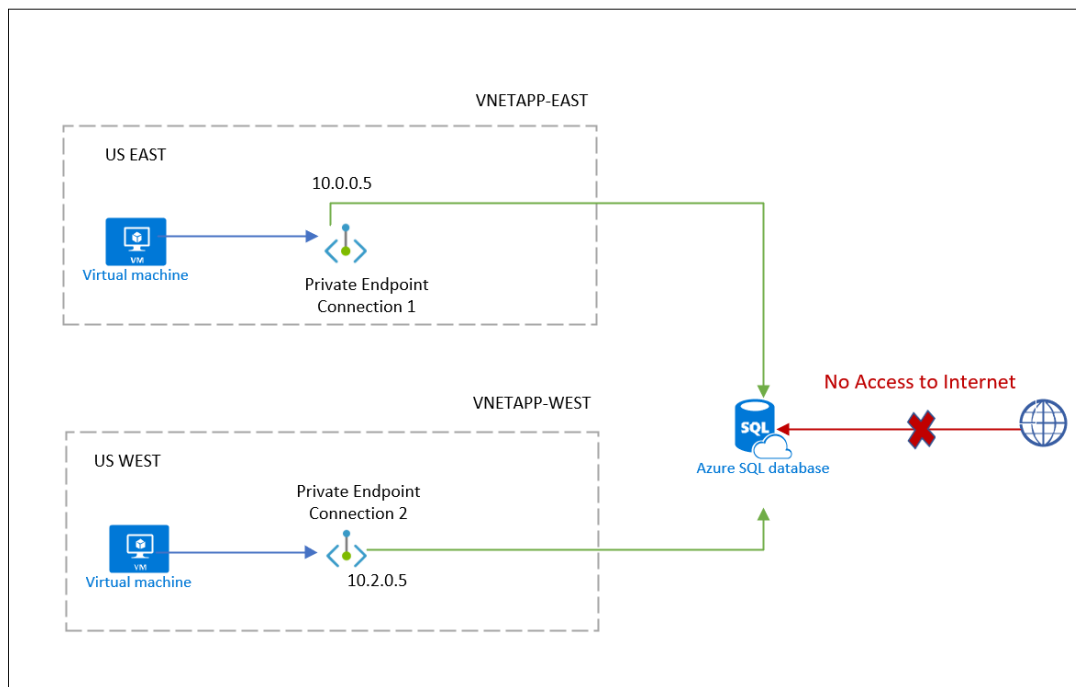 VNETAPP-EAST
US EAST
10.0.0.5
VM
Virtual machine
Private Endpoint
Connection 1
No Access to Internet
VNETAPP-WEST
SQL
Azure SQL database
US WEST
Private Endpoint
Connection 2
VM
Virtual machine
10.2.0.5